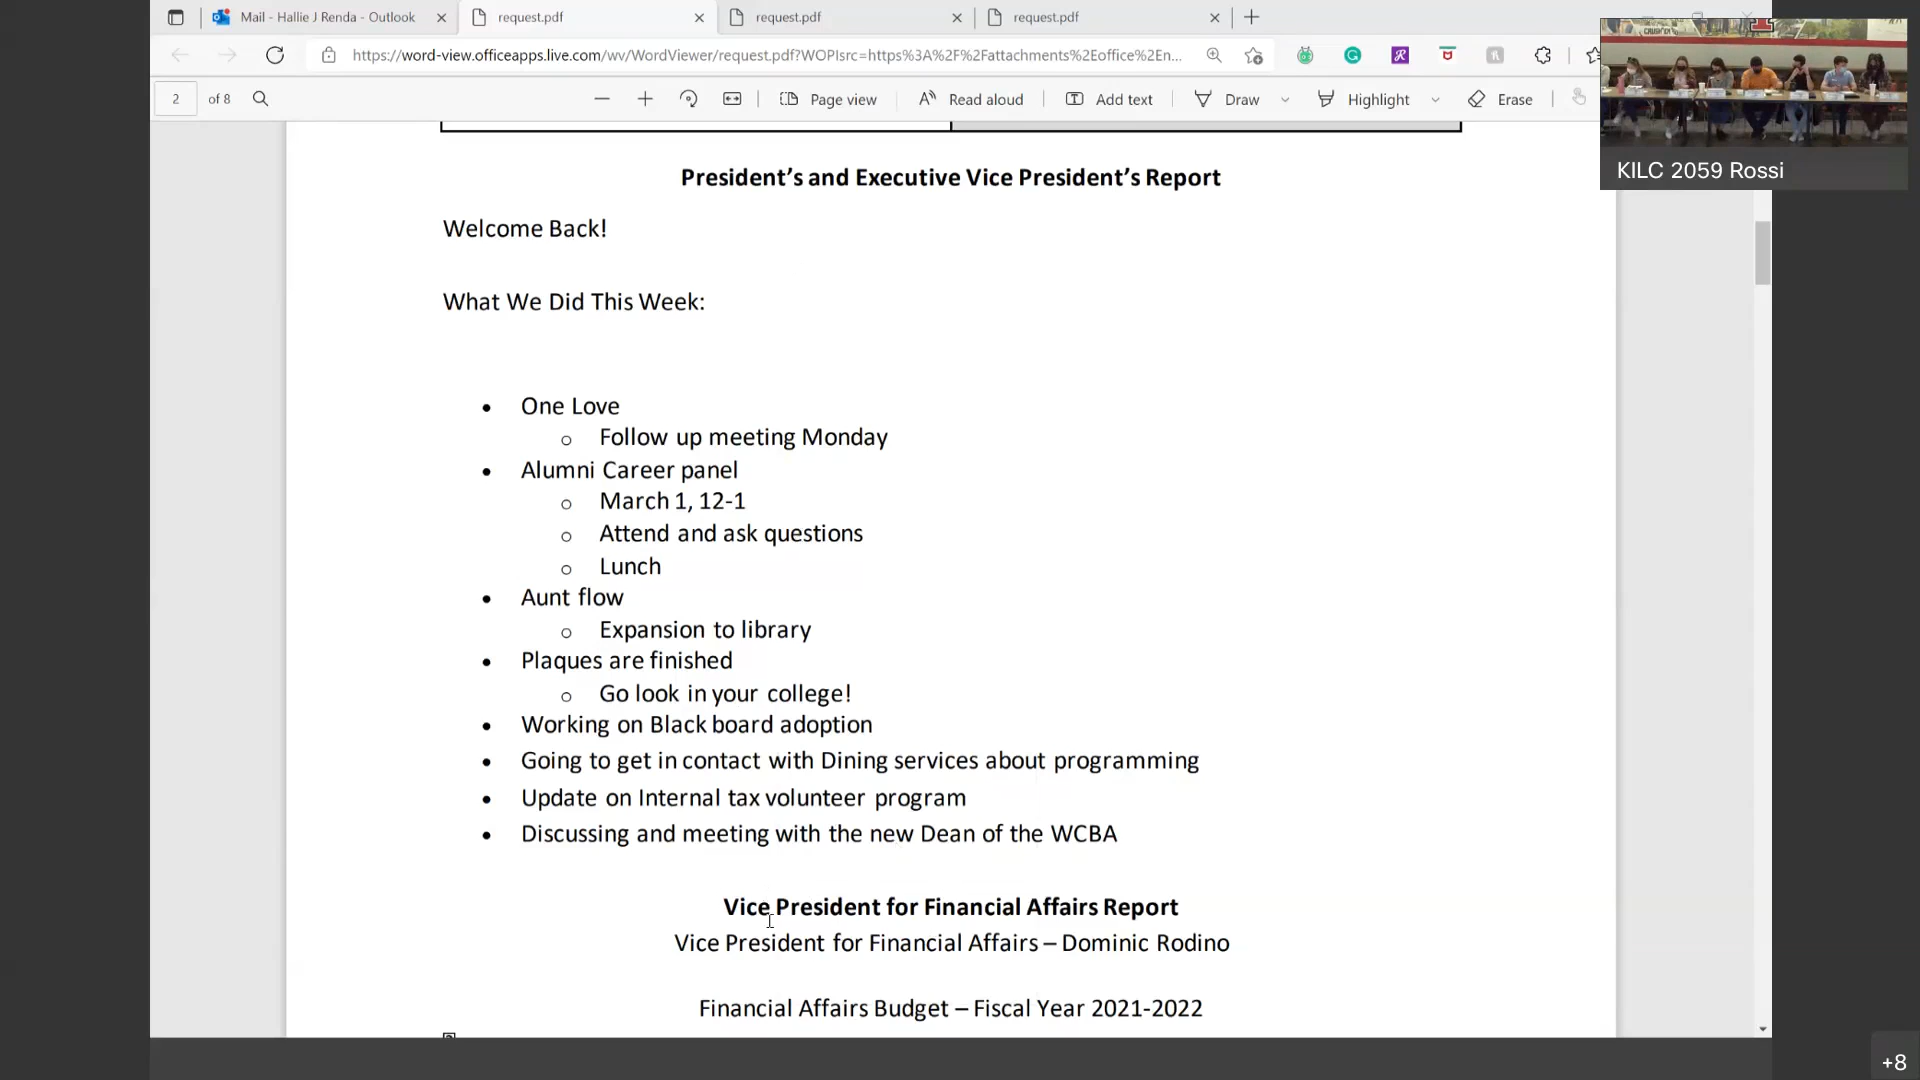 Mail - Hallie J Renda - Outlook
request.pdf
request.pdf
request.pdf
https://word-view.officeapps.live.com/wv/WordViewer/request.pdf?WOPIsrc=https%3A%2F%2Fattachments%2Eoffice%2En...
2 of 8
Page view
Read aloud
Add text
Draw
Highlight
Erase
KILC 2059 Rossi
President’s and Executive Vice President’s Report
Welcome Back!
What We Did This Week:
• One Love
o Follow up meeting Monday
• Alumni Career panel
o March 1, 12-1
o Attend and ask questions
o Lunch
• Aunt flow
o Expansion to library
• Plaques are finished
o Go look in your college!
• Working on Black board adoption
• Going to get in contact with Dining services about programming
• Update on Internal tax volunteer program
• Discussing and meeting with the new Dean of the WCBA
Vice President for Financial Affairs Report
Vice President for Financial Affairs – Dominic Rodino
Financial Affairs Budget – Fiscal Year 2021-2022
+8